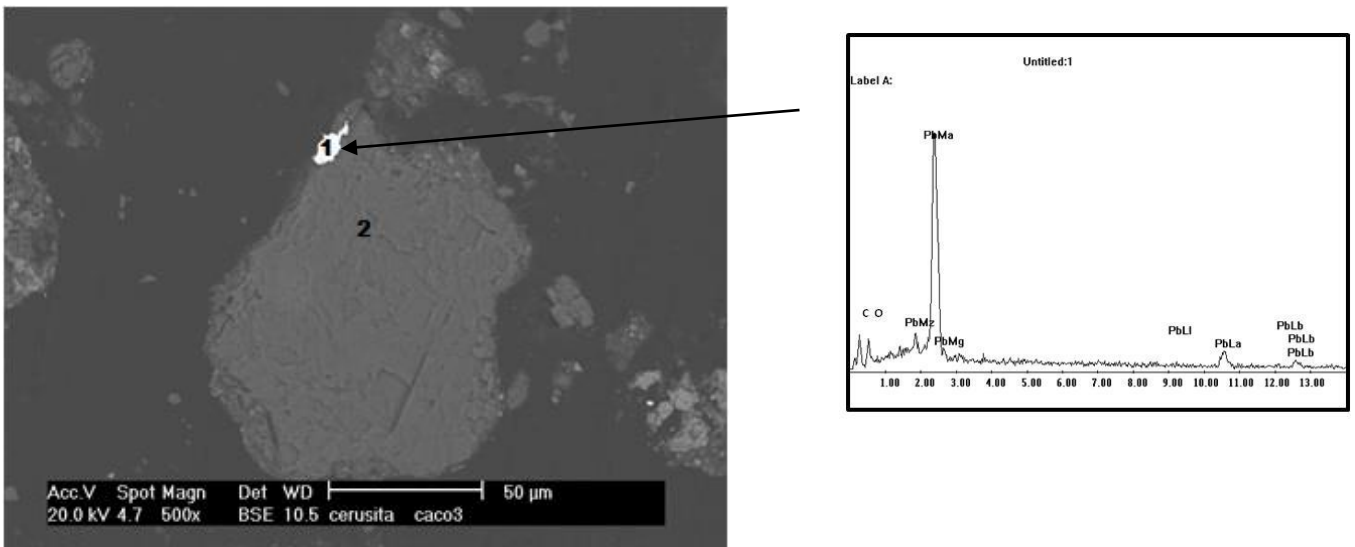 1
2
Acc.V Spot Magn Det WD 50 µm
20.0 kV 4.7 500x BSE 10.5 cerusita caco3
Untitled:1
Label A:
PbMa
C O
PbMz
PbMg
PbLl
PbLa
PbLb
PbLb
PbLb
1.00 2.00 3.00 4.00 5.00 6.00 7.00 8.00 9.00 10.00 11.00 12.00 13.00